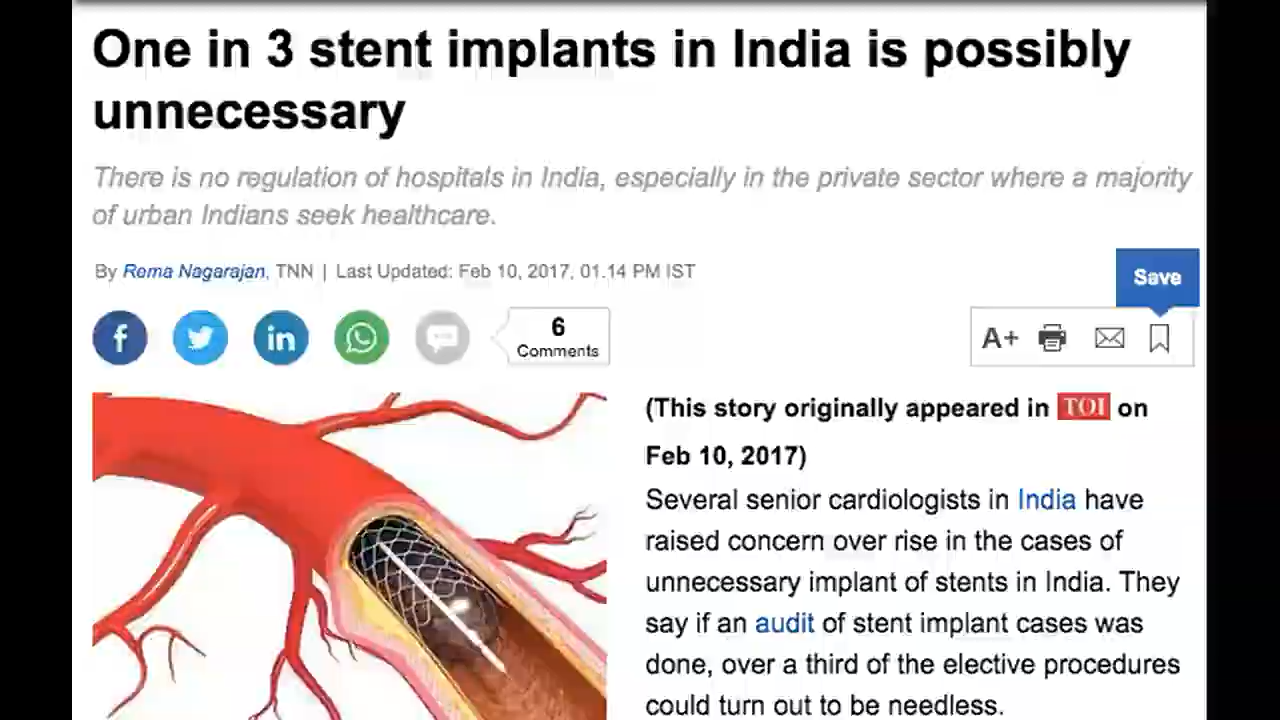 One in 3 stent implants in India is possibly
unnecessary
There is no regulation of hospitals in India, especially in the private sector where a majority
of urban Indians seek healthcare.
By Rema Nagarajan, TNN | Last Updated: Feb 10, 2017, 01.14 PM IST
Save
f
in
6
Comments
A+
(This story originally appeared in TOI on
Feb 10, 2017)
Several senior cardiologists in India have
raised concern over rise in the cases of
unnecessary implant of stents in India. They
say if an audit of stent implant cases was
done, over a third of the elective procedures
could turn out to be needless.